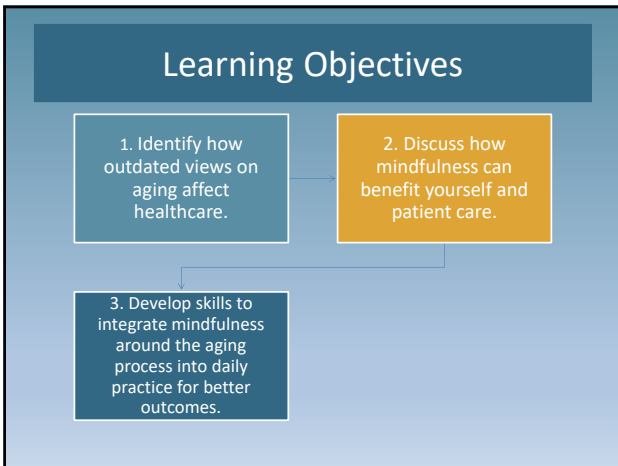 Learning Objectives
1. Identify how
outdated views on
aging affect
healthcare.
2. Discuss how
mindfulness can
benefit yourself and
patient care.
3. Develop skills to
integrate mindfulness
around the aging
process into daily
practice for better
outcomes.